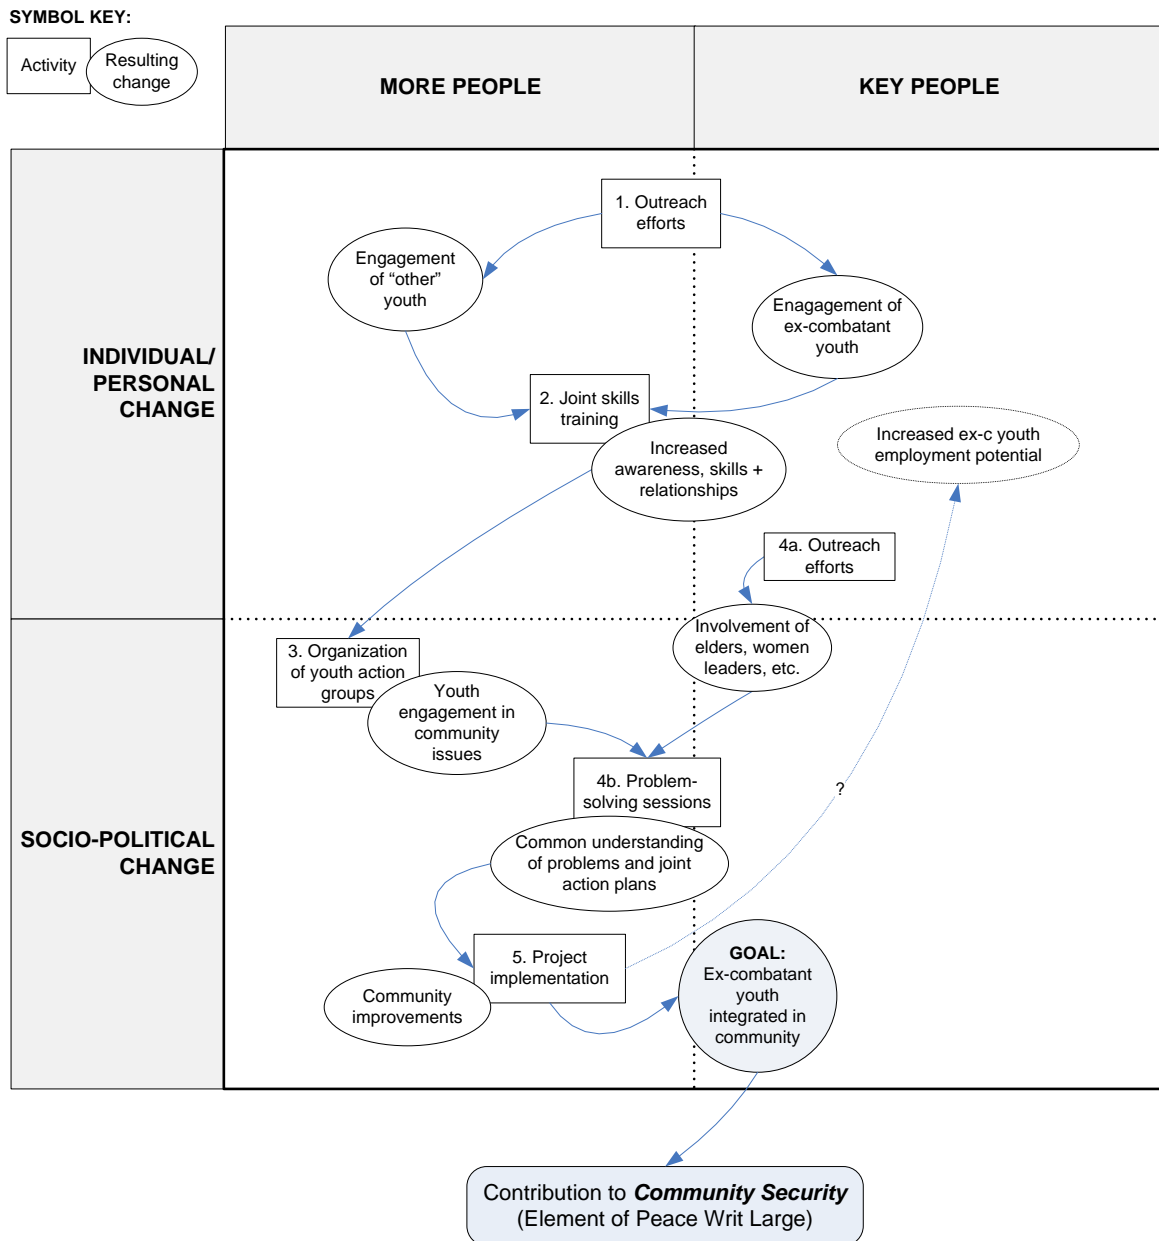 SYMBOL KEY:
Activity
Resulting
change
MORE PEOPLE
KEY PEOPLE
INDIVIDUAL/
PERSONAL
CHANGE
1. Outreach
efforts
Engagement
of “other”
youth
Enagagement of
ex-combatant
youth
2. Joint skills
training
Increased
awareness, skills +
relationships
Increased ex-c youth
employment potential
4a. Outreach
efforts
Involvement of
elders, women
leaders, etc.
SOCIO-POLITICAL
CHANGE
3. Organization
of youth action
groups
Youth
engagement in
community
issues
4b. Problem-
solving sessions
?
Common understanding
of problems and joint
action plans
5. Project
implementation
Community
improvements
GOAL:
Ex-combatant
youth
integrated in
community
Contribution to Community Security
(Element of Peace Writ Large)